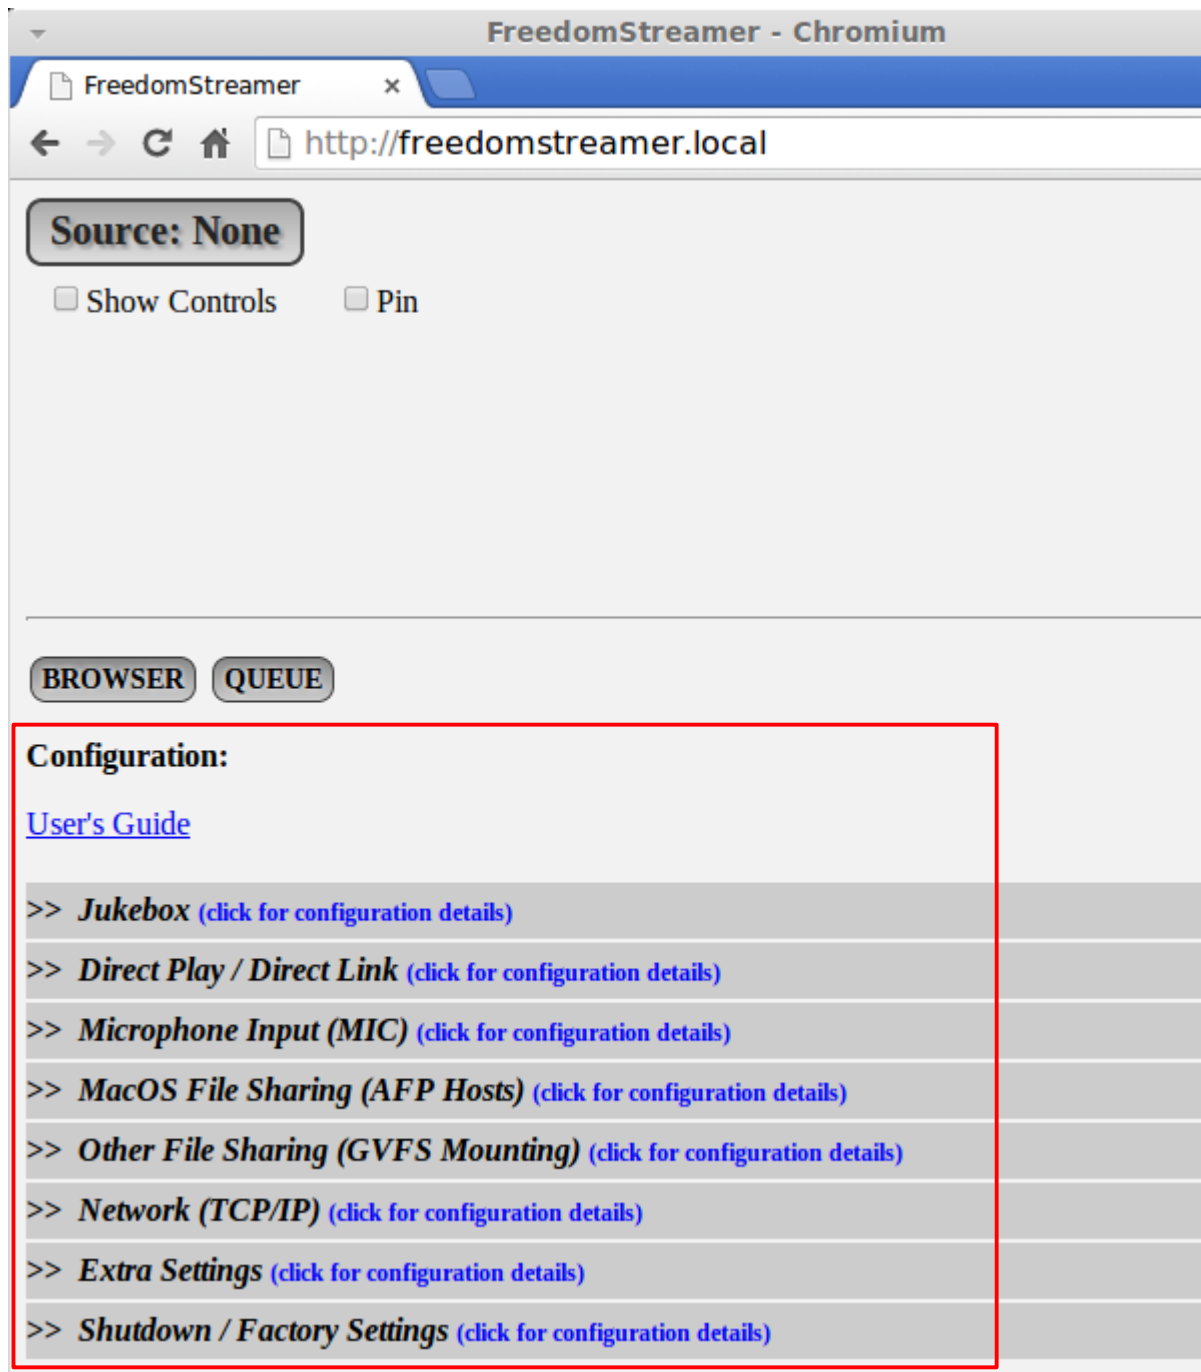 FreedomStreamer - Chromium
FreedomStreamer
http://freedomstreamer.local
Source: None
Show Controls Pin
BROWSER QUEUE
Configuration:
User's Guide
>> Jukebox (click for configuration details)
>> Direct Play / Direct Link (click for configuration details)
>> Microphone Input (MIC) (click for configuration details)
>> MacOS File Sharing (AFP Hosts) (click for configuration details)
>> Other File Sharing (GVFS Mounting) (click for configuration details)
>> Network (TCP/IP) (click for configuration details)
>> Extra Settings (click for configuration details)
>> Shutdown / Factory Settings (click for configuration details)